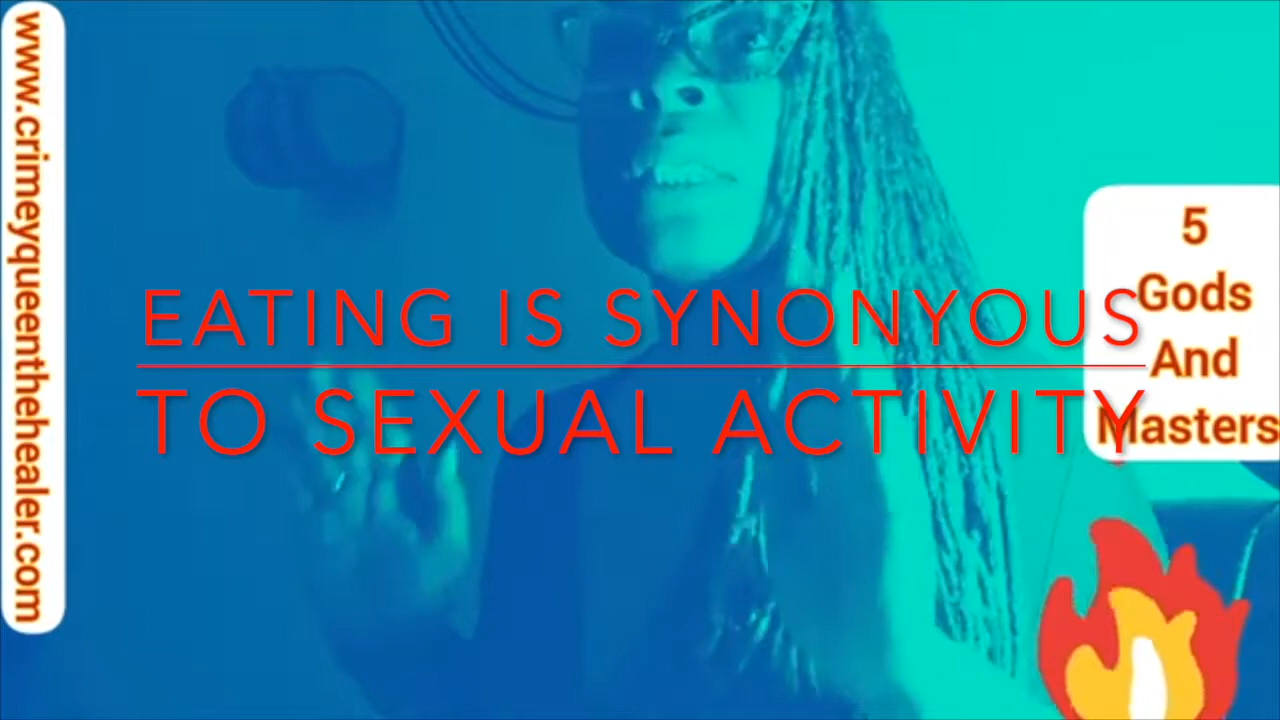 www.crimeyqueenthehealer.com
EATING IS SYNONYOUS
TO SEXUAL ACTIVITY
5
Gods
And
Masters